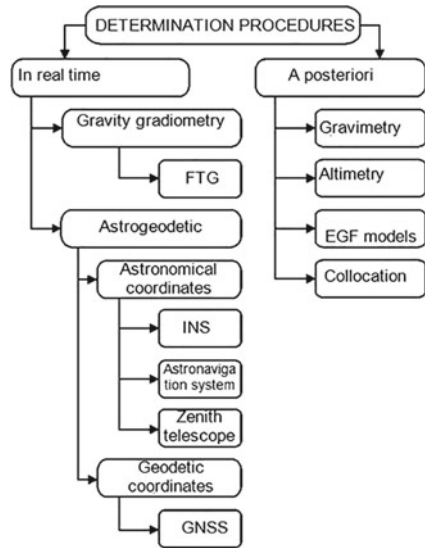 DETERMINATION PROCEDURES
In real time
Gravity gradiometry
FTG
Astrogeodetic
Astronomical
coordinates
INS
Astronaviga
tion system
Zenith
telescope
Geodetic
coordinates
GNSS
A posteriori
Gravimetry
Altimetry
EGF models
Collocation